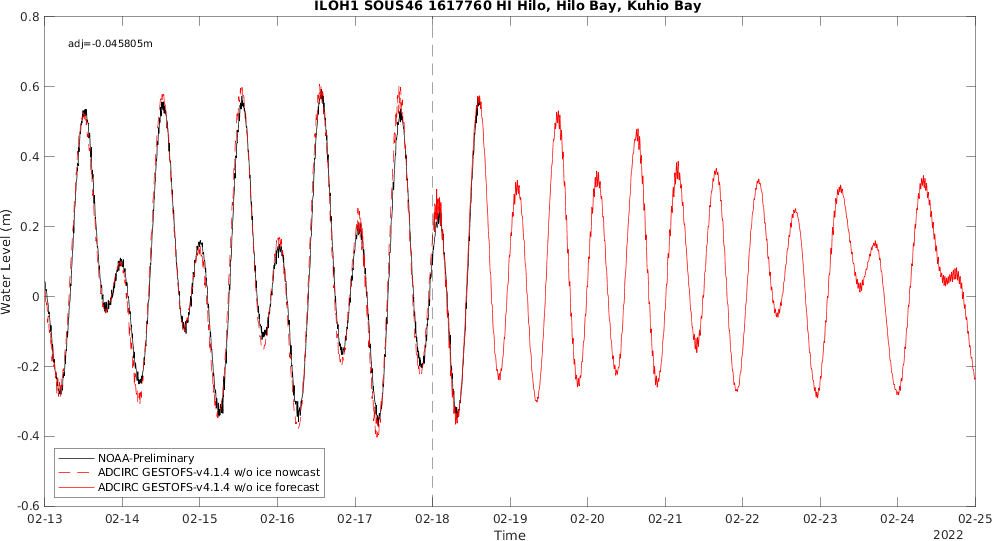 ILOH1 SOUS46 1617760 HI Hilo, Hilo Bay, Kuhio Bay
adj=-0.045805m
Water Level (m)
0.8
0.6
0.4
0.2
0
-0.2
-0.4
-0.6
NOAA-Preliminary
ADCIRC GESTOFS-v4.1.4 w/o ice nowcast
ADCIRC GESTOFS-v4.1.4 w/o ice forecast
02-13 02-14 02-15 02-16 02-17 02-18 02-19 02-20 02-21 02-22 02-23 02-24 02-25
Time
2022